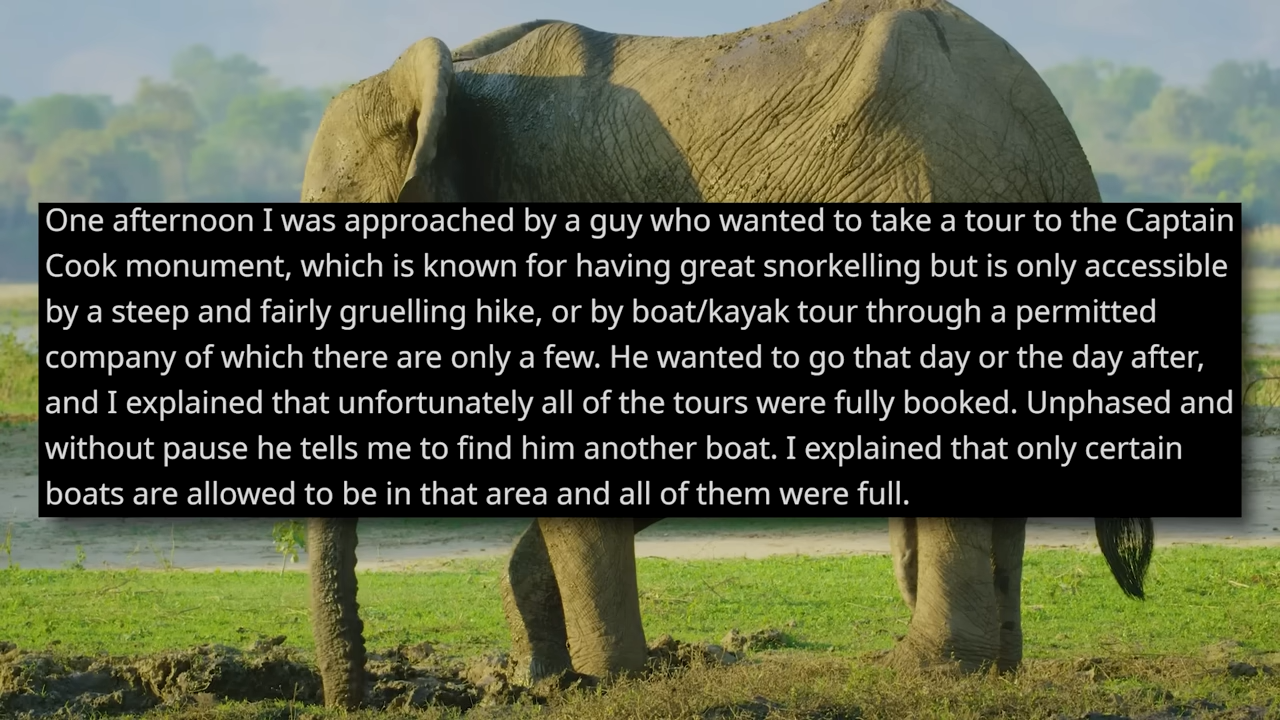 One afternoon I was approached by a guy who wanted to take a tour to the Captain
Cook monument, which is known for having great snorkelling but is only accessible
by a steep and fairly gruelling hike, or by boat/kayak tour through a permitted
company of which there are only a few. He wanted to go that day or the day after,
and I explained that unfortunately all of the tours were fully booked. Unphased and
without pause he tells me to find him another boat. I explained that only certain
boats are allowed to be in that area and all of them were full.